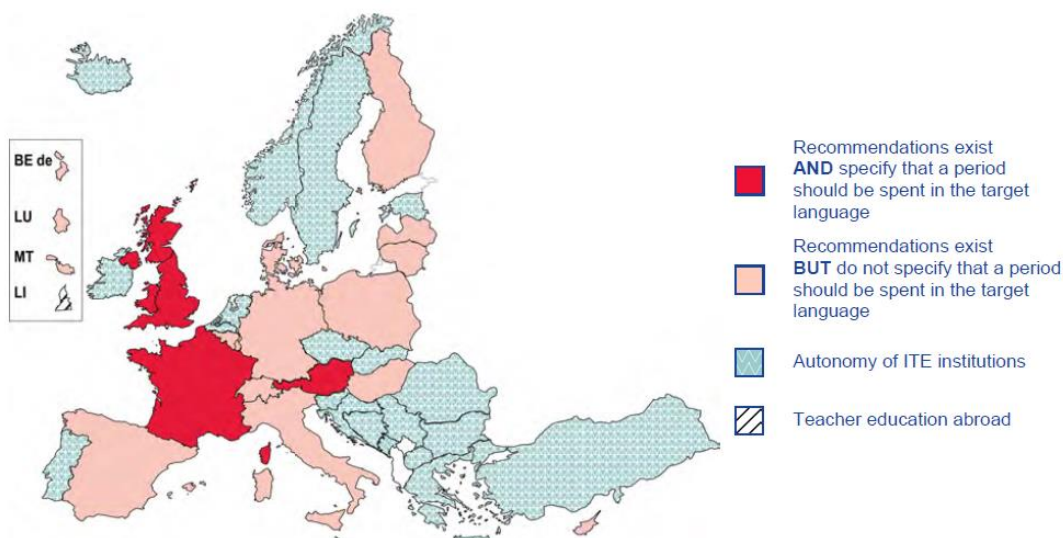 BE de
LU
MT
LI
Recommendations exist
AND specify that a period
should be spent in the target
language
Recommendations exist
BUT do not specify that a period
should be spent in the target
language
Autonomy of ITE institutions
Teacher education abroad